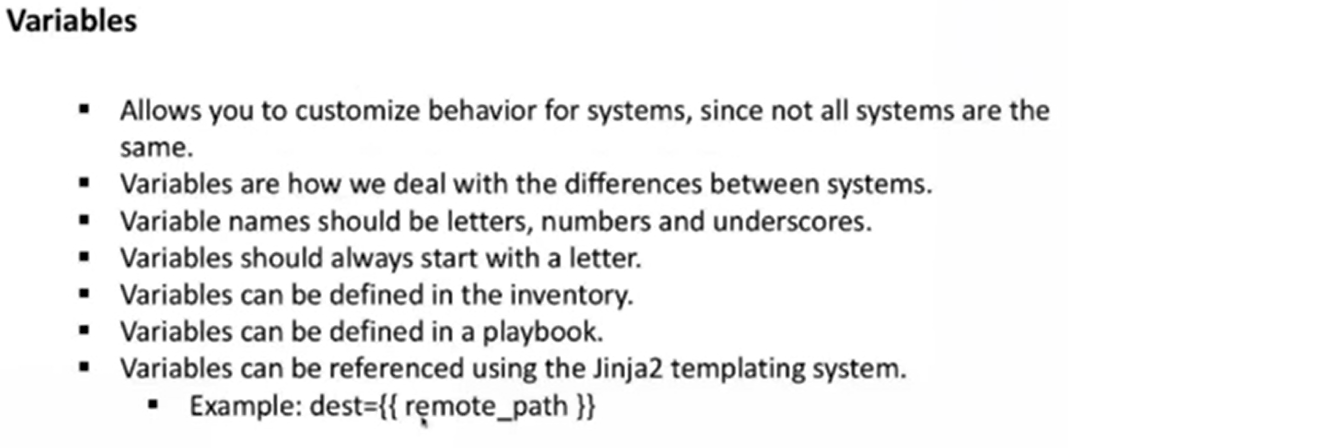 Variables
▪ Allows you to customize behavior for systems, since not all systems are the
same.
▪ Variables are how we deal with the differences between systems.
▪ Variable names should be letters, numbers and underscores.
▪ Variables should always start with a letter.
▪ Variables can be defined in the inventory.
▪ Variables can be defined in a playbook.
▪ Variables can be referenced using the Jinja2 templating system.
▪ Example: dest={{ remote_path }}